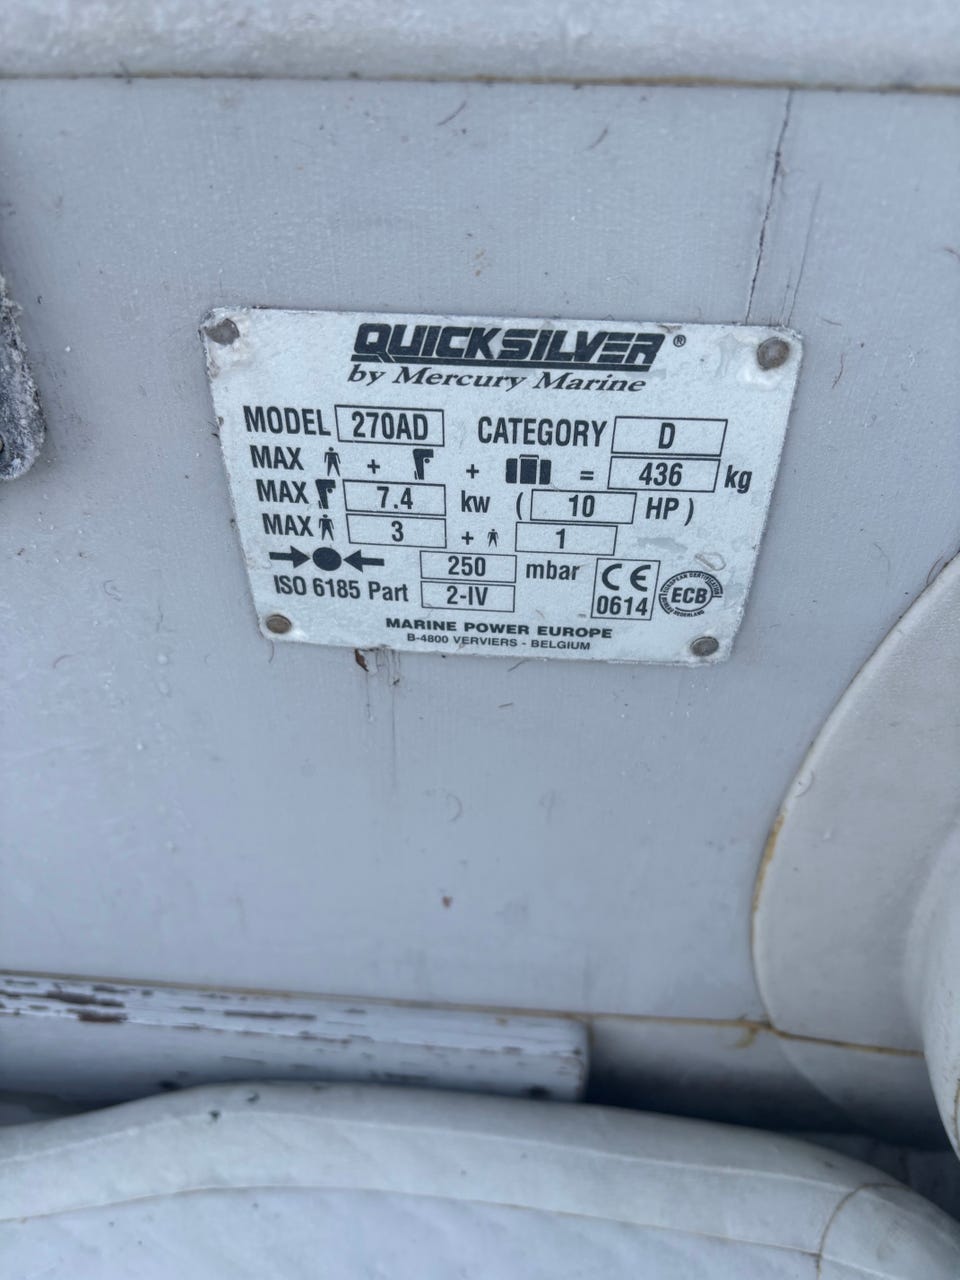 QUICKSILVER®
by Mercury Marine
MODEL 270AD CATEGORY D
MAX + + = 436 kg
MAX 7.4 kw ( 10 HP )
MAX 3 + 1
250 mbar
ISO 6185 Part 2-IV
CE 0614
ECB
MARINE POWER EUROPE
B-4800 VERVIERS - BELGIUM